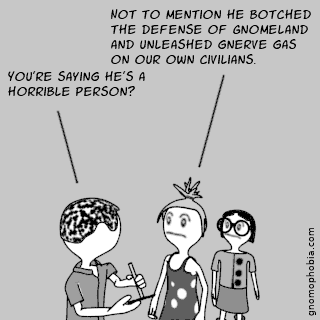 NOT TO MENTION HE BOTCHED
THE DEFENSE OF GNOMELAND
AND UNLEASHED GNERVE GAS
ON OUR OWN CIVILIANS.
YOU'RE SAYING HE'S A
HORRIBLE PERSON?
gnomophobia.com